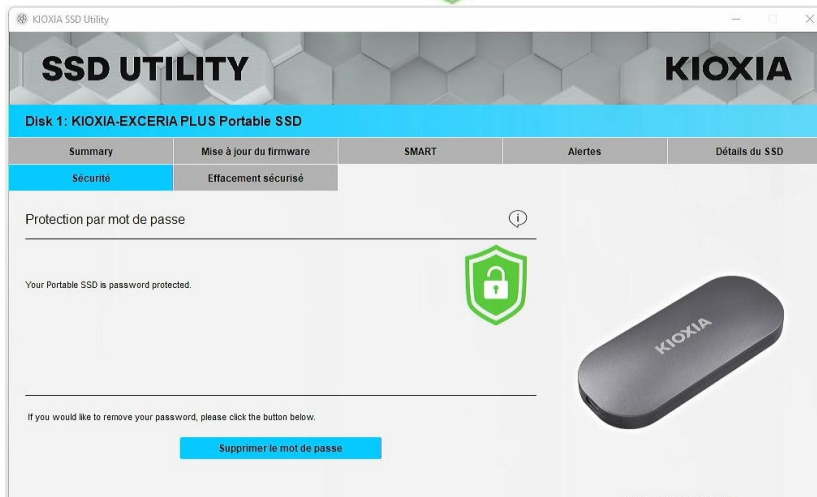 KIOXIA SSD Utility
SSD UTILITY
KIOXIA
Disk 1: KIOXIA-EXCERIA PLUS Portable SSD
Summary Mise à jour du firmware SMART Alertes Détails du SSD
Sécurité Effacement sécurisé
Protection par mot de passe
Your Portable SSD is password protected.
KIOXIA
If you would like to remove your password, please click the button below.
Supprimer le mot de passe